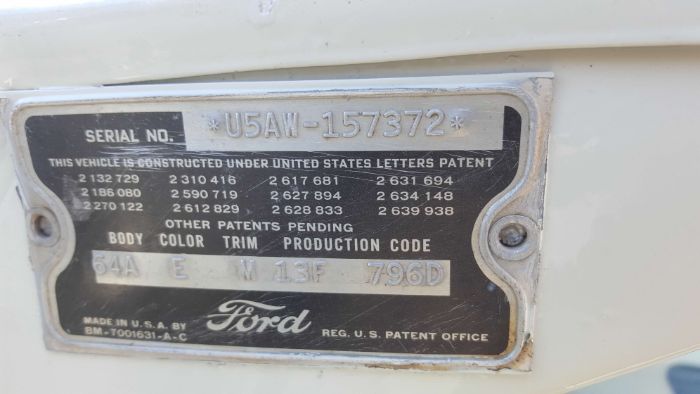 SERIAL NO. *U5AW-157372*
THIS VEHICLE IS CONSTRUCTED UNDER UNITED STATES LETTERS PATENT
2 132 729 2 310 416 2 617 681 2 631 694
2 186 080 2 590 719 2 627 894 2 634 148
2 270 122 2 612 829 2 628 833 2 639 938
OTHER PATENTS PENDING
BODY COLOR TRIM PRODUCTION CODE
64A E W 13F 796D
MADE IN U.S.A. BY Ford REG. U.S. PATENT OFFICE
BM-7001631-A-C